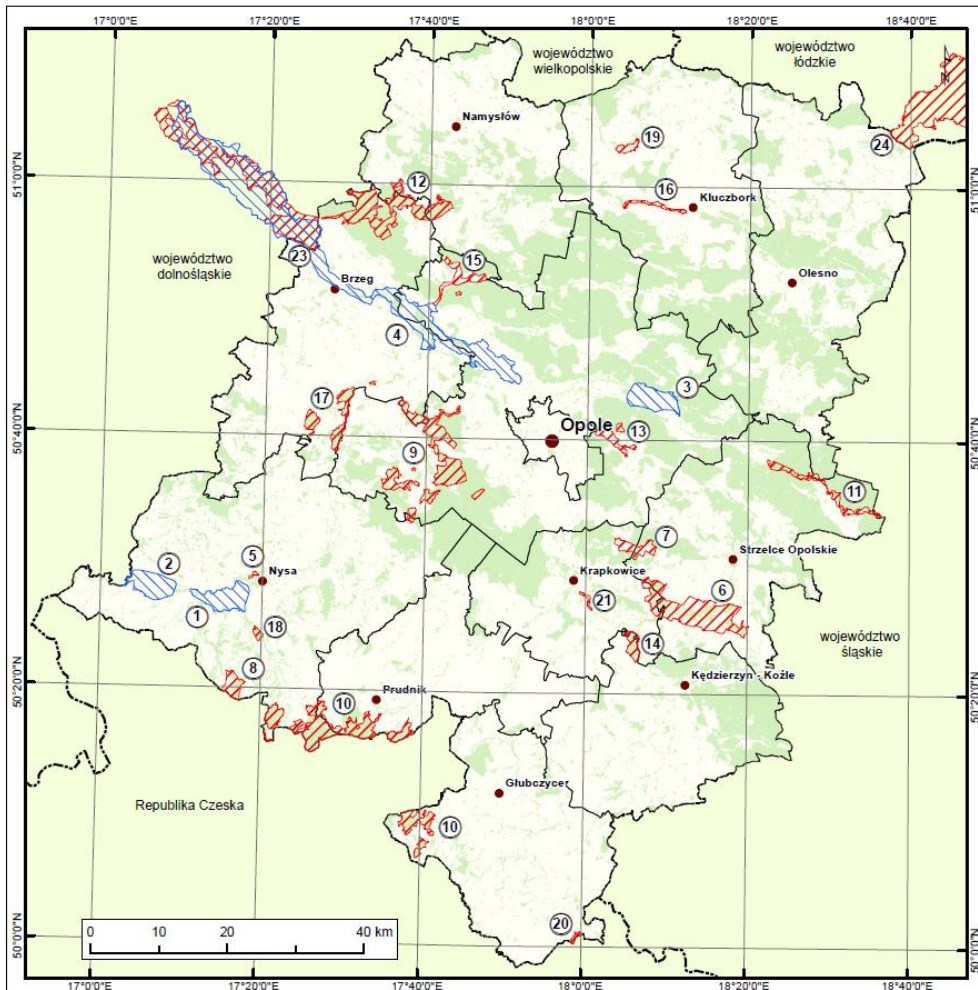 17°0'0"E 17°20'0"E 17°40'0"E 18°0'0"E 18°20'0"E 18°40'0"E
województwo
wielkopolskie
województwo
łódzkie
N
Namysłów
19
24
51°0'0"N
51°0'0"N
12
16
Kluczbork
województwo
dolnośląskie
23
15
Olesno
Brzeg
4
3
17
Opole
13
50°40'0"N
50°40'0"N
9
11
7
Strzelce Opolskie
2
5
Nysa
Krapkowice
6
1
21
18
14
województwo
śląskie
8
50°20'0"N
50°20'0"N
10
Prudnik
Kędzierzyn - Koźle
Republika Czeska
Głubczyce
10
20
50°0'0"N
50°0'0"N
0 10 20 40 km
17°0'0"E 17°20'0"E 17°40'0"E 18°0'0"E 18°20'0"E 18°40'0"E